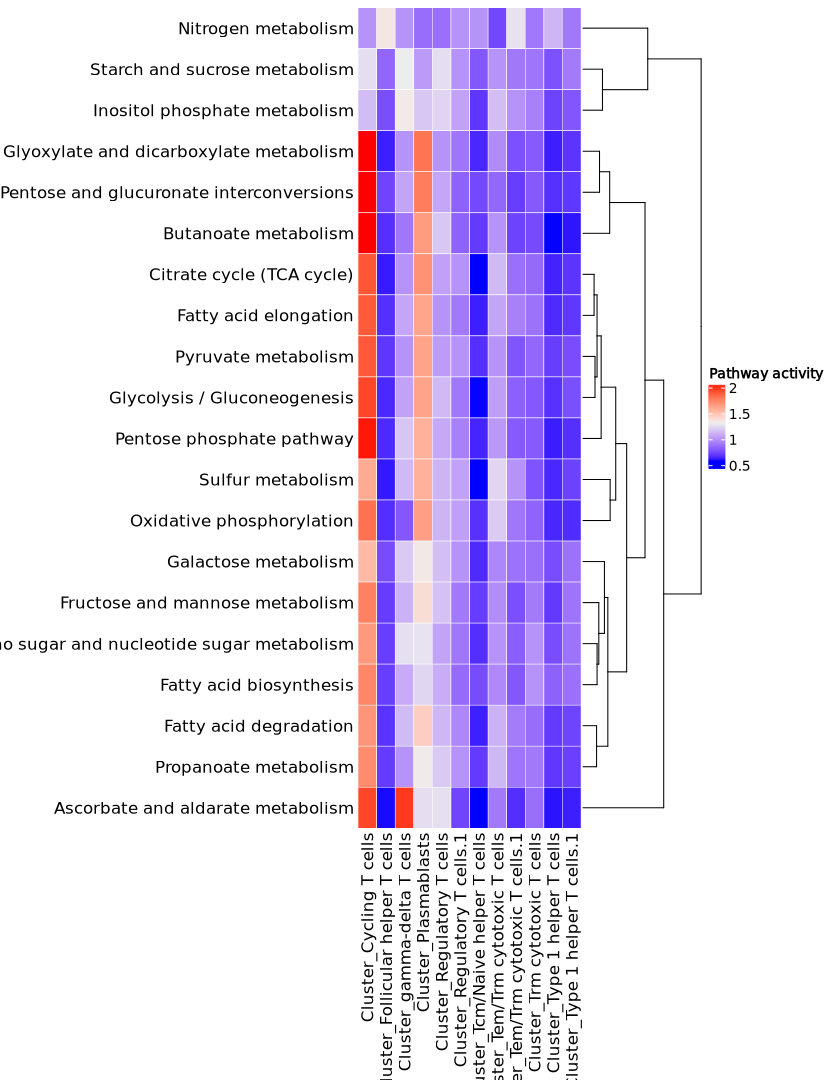 Nitrogen metabolism
Starch and sucrose metabolism
Inositol phosphate metabolism
Glyoxylate and dicarboxylate metabolism
Pentose and glucuronate interconversions
Butanoate metabolism
Citrate cycle (TCA cycle)
Fatty acid elongation
Pyruvate metabolism
Glycolysis / Gluconeogenesis
Pentose phosphate pathway
Sulfur metabolism
Oxidative phosphorylation
Galactose metabolism
Fructose and mannose metabolism
no sugar and nucleotide sugar metabolism
Fatty acid biosynthesis
Fatty acid degradation
Propanoate metabolism
Ascorbate and aldarate metabolism
Pathway activity
2
1.5
1
0.5
Cluster_Cycling T cells
luster_Follicular helper T cells
Cluster_gamma-delta T cells
Cluster_Plasmablasts
Cluster_Regulatory T cells
Cluster_Regulatory T cells.1
uster_Tcm/Naive helper T cells
ster_Tem/Trm cytotoxic T cells
er_Tem/Trm cytotoxic T cells.1
Cluster_Trm cytotoxic T cells
Cluster_Type 1 helper T cells
Cluster_Type 1 helper T cells.1